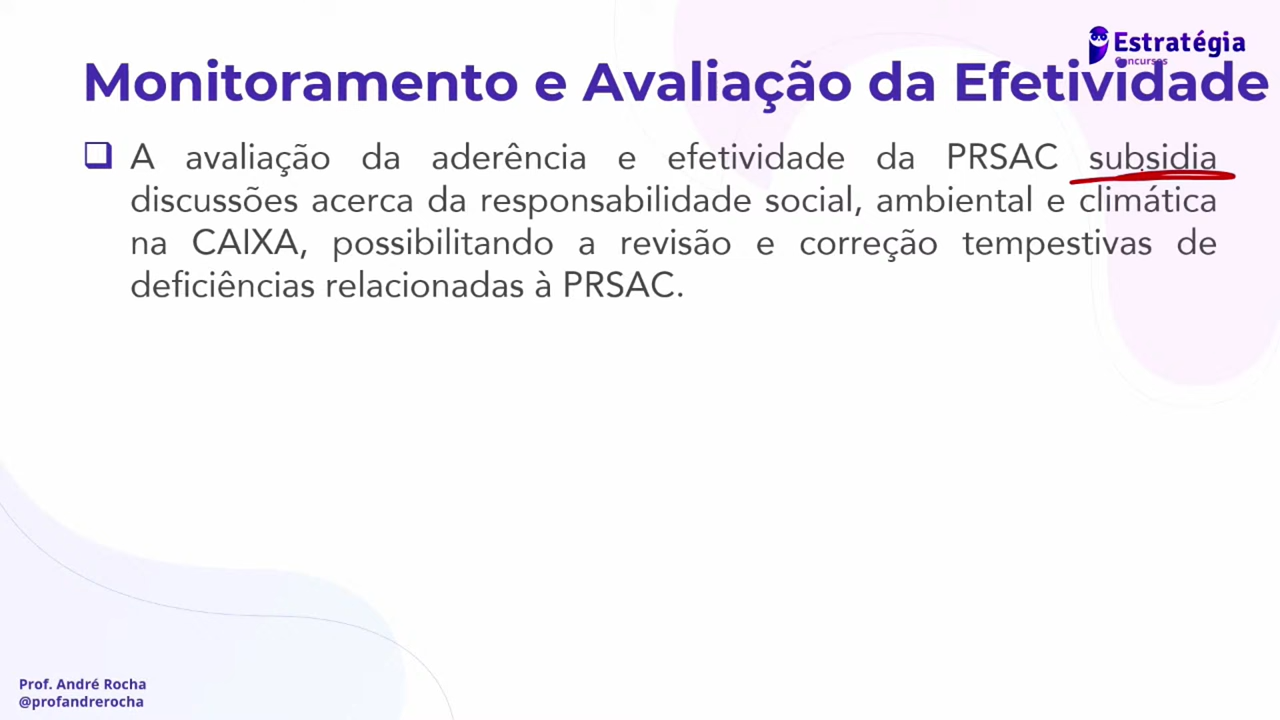 Estratégia
Concursos
Monitoramento e Avaliação da Efetividade
A avaliação da aderência e efetividade da PRSAC subsidia
discussões acerca da responsabilidade social, ambiental e climática
na CAIXA, possibilitando a revisão e correção tempestivas de
deficiências relacionadas à PRSAC.
Prof. André Rocha
@profandrerocha